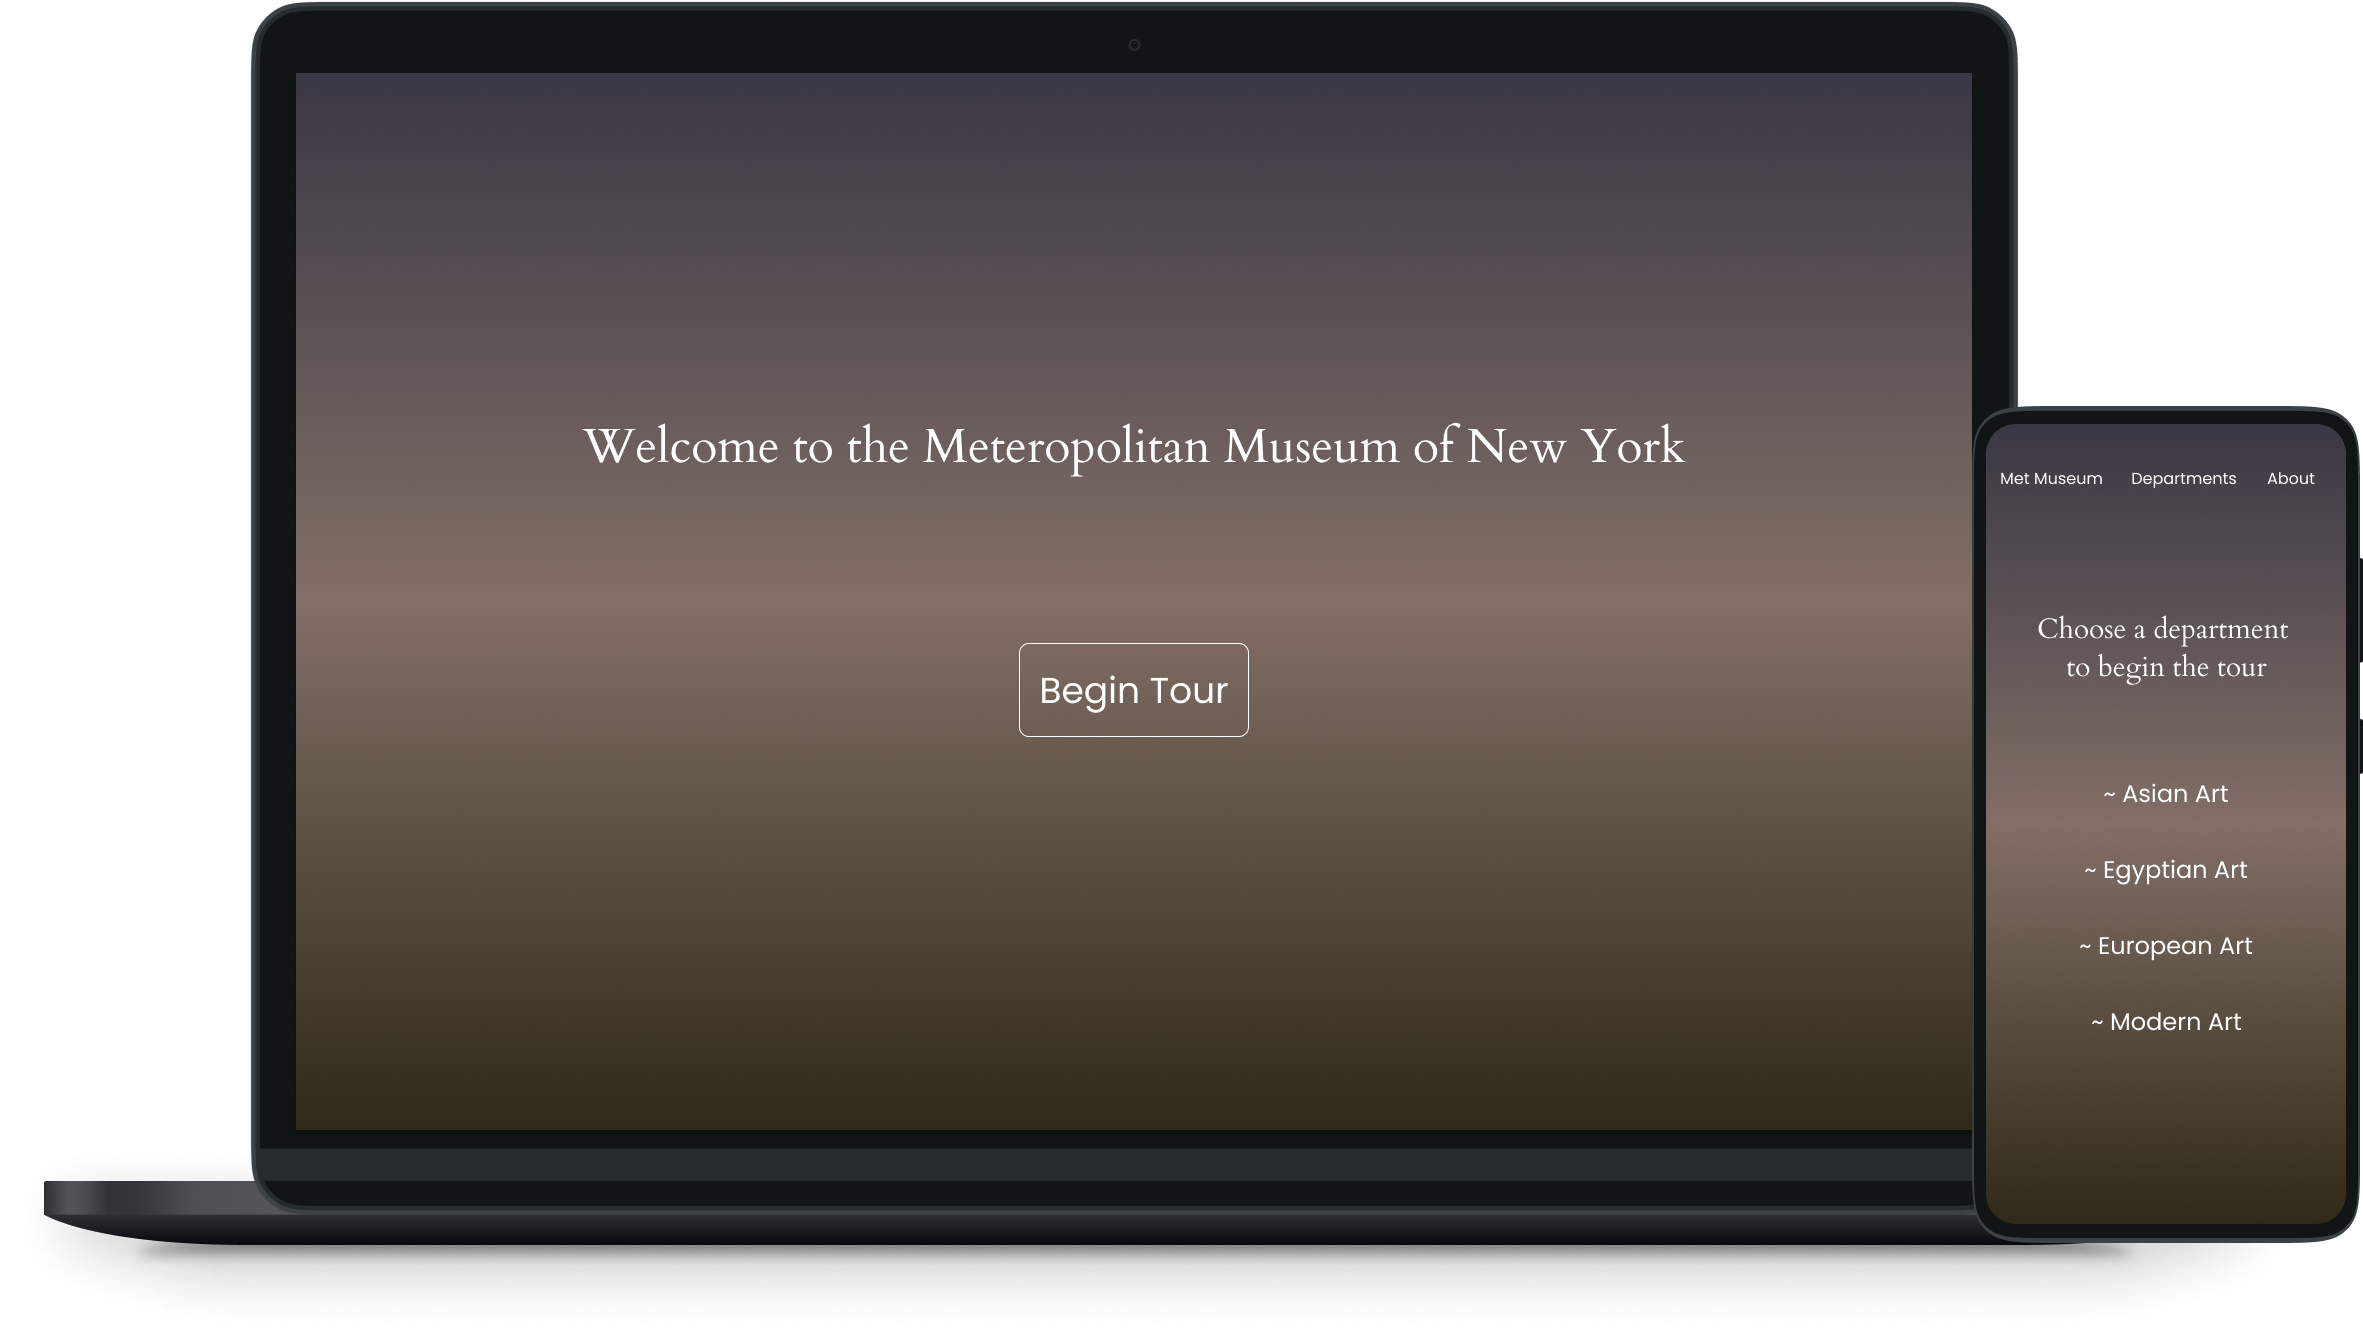 Welcome to the Meteropolitan Museum of New York
Begin Tour
Met Museum Departments About
Choose a department
to begin the tour
~ Asian Art
~ Egyptian Art
~ European Art
~ Modern Art